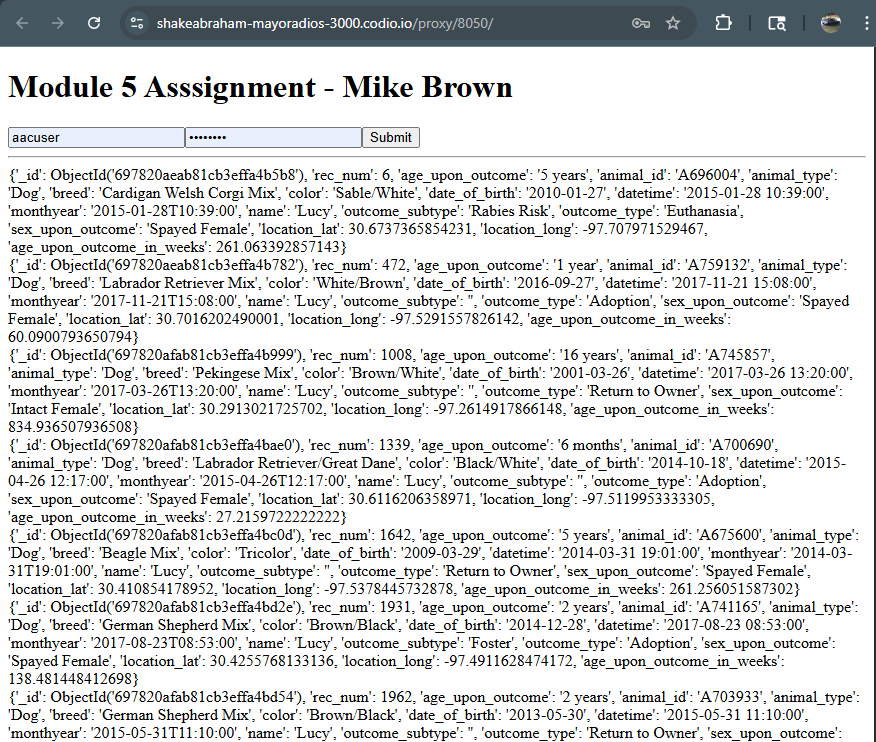 shakeabraham-mayoradios-3000.codio.io/proxy/8050/
Module 5 Asssignment - Mike Brown
aacuser •••••••• Submit
{'_id': ObjectId('697820aeab81cb3effa4b5b8'), 'rec_num': 6, 'age_upon_outcome': '5 years', 'animal_id': 'A696004', 'animal_type':
'Dog', 'breed': 'Cardigan Welsh Corgi Mix', 'color': 'Sable/White', 'date_of_birth': '2010-01-27', 'datetime': '2015-01-28 10:39:00',
'monthyear': '2015-01-28T10:39:00', 'name': 'Lucy', 'outcome_subtype': 'Rabies Risk', 'outcome_type': 'Euthanasia',
'sex_upon_outcome': 'Spayed Female', 'location_lat': 30.6737365854231, 'location_long': -97.707971529467,
'age_upon_outcome_in_weeks': 261.063392857143}
{'_id': ObjectId('697820aeab81cb3effa4b782'), 'rec_num': 472, 'age_upon_outcome': '1 year', 'animal_id': 'A759132', 'animal_type':
'Dog', 'breed': 'Labrador Retriever Mix', 'color': 'White/Brown', 'date_of_birth': '2016-09-27', 'datetime': '2017-11-21 15:08:00',
'monthyear': '2017-11-21T15:08:00', 'name': 'Lucy', 'outcome_subtype': '', 'outcome_type': 'Adoption', 'sex_upon_outcome': 'Spayed
Female', 'location_lat': 30.7016202490001, 'location_long': -97.5291557826142, 'age_upon_outcome_in_weeks':
60.0900793650794}
{'_id': ObjectId('697820afab81cb3effa4b999'), 'rec_num': 1008, 'age_upon_outcome': '16 years', 'animal_id': 'A745857',
'animal_type': 'Dog', 'breed': 'Pekingese Mix', 'color': 'Brown/White', 'date_of_birth': '2001-03-26', 'datetime': '2017-03-26 13:20:00',
'monthyear': '2017-03-26T13:20:00', 'name': 'Lucy', 'outcome_subtype': '', 'outcome_type': 'Return to Owner', 'sex_upon_outcome':
'Intact Female', 'location_lat': 30.2913021725702, 'location_long': -97.2614917866148, 'age_upon_outcome_in_weeks':
834.936507936508}
{'_id': ObjectId('697820afab81cb3effa4bae0'), 'rec_num': 1339, 'age_upon_outcome': '6 months', 'animal_id': 'A700690',
'animal_type': 'Dog', 'breed': 'Labrador Retriever/Great Dane', 'color': 'Black/White', 'date_of_birth': '2014-10-18', 'datetime': '2015-
04-26 12:17:00', 'monthyear': '2015-04-26T12:17:00', 'name': 'Lucy', 'outcome_subtype': '', 'outcome_type': 'Adoption',
'sex_upon_outcome': 'Spayed Female', 'location_lat': 30.6116206358971, 'location_long': -97.5119953333305,
'age_upon_outcome_in_weeks': 27.2159722222222}
{'_id': ObjectId('697820afab81cb3effa4bc0d'), 'rec_num': 1642, 'age_upon_outcome': '5 years', 'animal_id': 'A675600', 'animal_type':
'Dog', 'breed': 'Beagle Mix', 'color': 'Tricolor', 'date_of_birth': '2009-03-29', 'datetime': '2014-03-31 19:01:00', 'monthyear': '2014-03-
31T19:01:00', 'name': 'Lucy', 'outcome_subtype': '', 'outcome_type': 'Return to Owner', 'sex_upon_outcome': 'Spayed Female',
'location_lat': 30.410854178952, 'location_long': -97.5378445732878, 'age_upon_outcome_in_weeks': 261.256051587302}
{'_id': ObjectId('697820afab81cb3effa4bd2e'), 'rec_num': 1931, 'age_upon_outcome': '2 years', 'animal_id': 'A741165', 'animal_type':
'Dog', 'breed': 'German Shepherd Mix', 'color': 'Brown/Black', 'date_of_birth': '2014-12-28', 'datetime': '2017-08-23 08:53:00',
'monthyear': '2017-08-23T08:53:00', 'name': 'Lucy', 'outcome_subtype': 'Foster', 'outcome_type': 'Adoption', 'sex_upon_outcome':
'Spayed Female', 'location_lat': 30.4255768133136, 'location_long': -97.4911628474172, 'age_upon_outcome_in_weeks':
138.481448412698}
{'_id': ObjectId('697820afab81cb3effa4bd54'), 'rec_num': 1962, 'age_upon_outcome': '2 years', 'animal_id': 'A703933', 'animal_type':
'Dog', 'breed': 'German Shepherd Mix', 'color': 'Brown/Black', 'date_of_birth': '2013-05-30', 'datetime': '2015-05-31 11:10:00',
'monthyear': '2015-05-31T11:10:00', 'name': 'Lucy', 'outcome_subtype': '', 'outcome_type': 'Return to Owner', 'sex_upon_outcome':